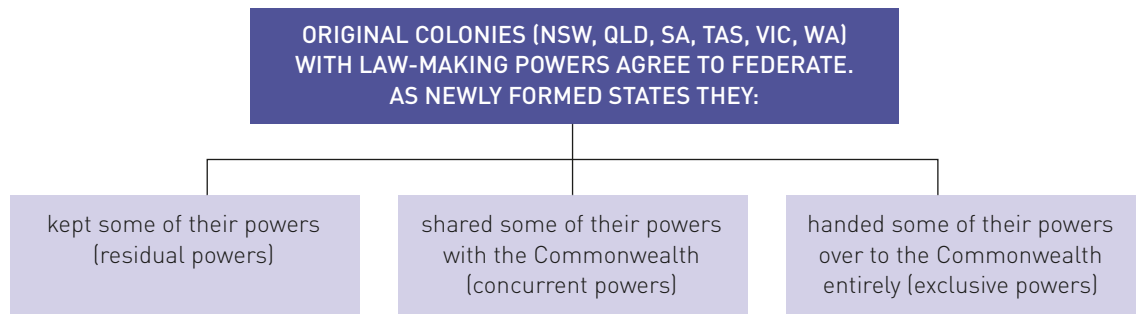 ORIGINAL COLONIES (NSW, QLD, SA, TAS, VIC, WA)
WITH LAW-MAKING POWERS AGREE TO FEDERATE.
AS NEWLY FORMED STATES THEY:
kept some of their powers
(residual powers)
shared some of their powers
with the Commonwealth
(concurrent powers)
handed some of their powers
over to the Commonwealth
entirely (exclusive powers)